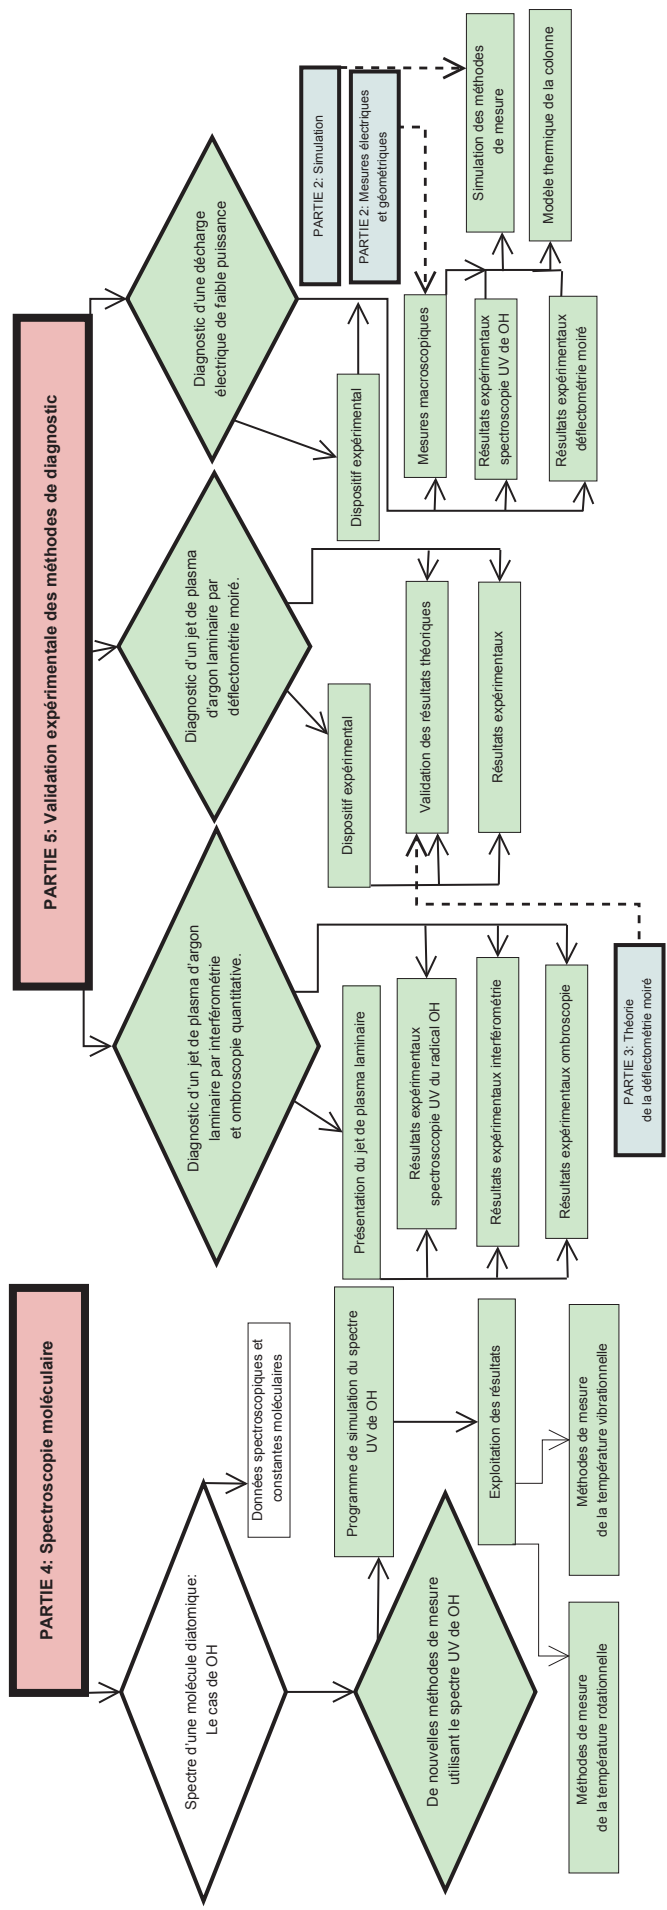 PARTIE 4: Spectroscopie moléculaire
Spectre d'une molécule diatomique:
Le cas de OH
Données spectroscopiques et
constantes moléculaires
De nouvelles méthodes de mesure
utilisant le spectre UV de OH
Programme de simulation du spectre
UV de OH
Exploitation des résultats
Méthodes de mesure
de la température rotationnelle
Méthodes de mesure
de la température vibrationnelle
PARTIE 5: Validation expérimentale des méthodes de diagnostic
Diagnostic d'un jet de plasma d'argon
laminaire par interférométrie
et ombroscopie quantitative.
Présentation du jet de plasma laminaire
Résultats expérimentaux
spectrosccopie UV du radical OH
Résultats expérimentaux interférométrie
Résultats expérimentaux ombroscopie
PARTIE 3: Théorie
de la déflectométrie moiré
Diagnostic d'un jet de plasma
d'argon laminaire par
déflectométrie moiré.
Dispositif expérimental
Validation des résultats théoriques
Résultats expérimentaux
Diagnostic d'une décharge
électrique de faible puissance
Dispositif expérimental
Mesures macroscopiques
Résultats expérimentaux
spectroscopie UV de OH
Résultats expérimentaux
déflectométrie moiré
PARTIE 2: Simulation
PARTIE 2: Mesures électriques
et géométriques
Simulation des méthodes
de mesure
Modèle thermique de la colonne